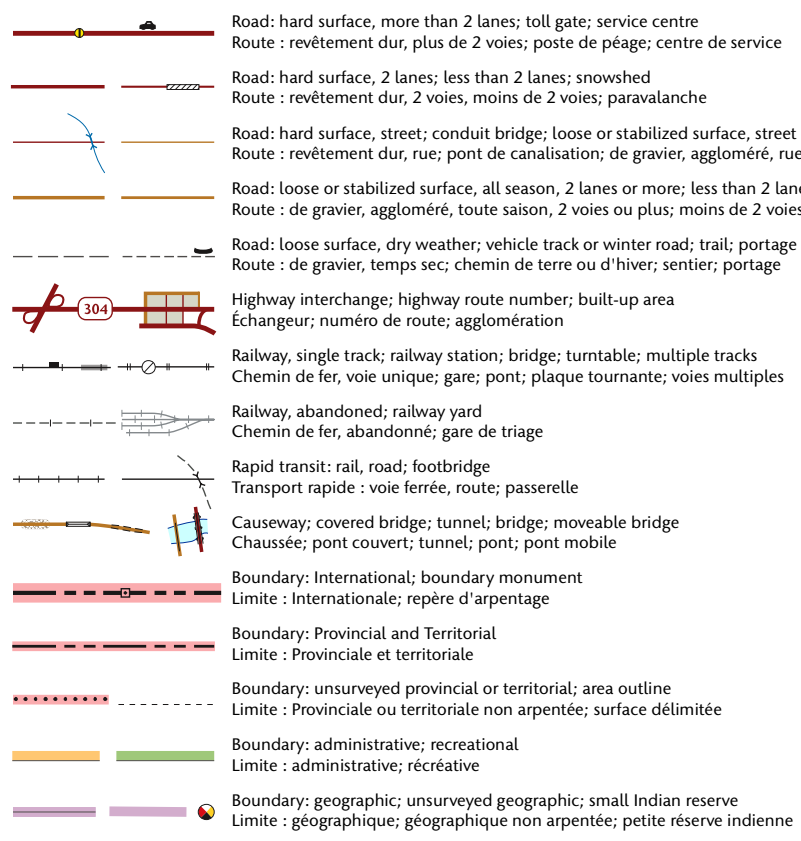 Road: hard surface, more than 2 lanes; toll gate; service centre
Route : revêtement dur, plus de 2 voies; poste de péage; centre de service
Road: hard surface, 2 lanes; less than 2 lanes; snowshed
Route : revêtement dur, 2 voies, moins de 2 voies; paravalanche
Road: hard surface, street; conduit bridge; loose or stabilized surface, street
Route : revêtement dur, rue; pont de canalisation; de gravier, aggloméré, rue
Road: loose or stabilized surface, all season, 2 lanes or more; less than 2 lane
Route : de gravier, aggloméré, toute saison, 2 voies ou plus; moins de 2 voies
Road: loose surface, dry weather; vehicle track or winter road; trail; portage
Route : de gravier, temps sec; chemin de terre ou d'hiver; sentier; portage
304
Highway interchange; highway route number; built-up area
Échangeur; numéro de route; agglomération
Railway, single track; railway station; bridge; turntable; multiple tracks
Chemin de fer, voie unique; gare; pont; plaque tournante; voies multiples
Railway, abandoned; railway yard
Chemin de fer, abandonné; gare de triage
Rapid transit: rail, road; footbridge
Transport rapide : voie ferrée, route; passerelle
Causeway; covered bridge; tunnel; bridge; moveable bridge
Chaussée; pont couvert; tunnel; pont; pont mobile
Boundary: International; boundary monument
Limite : Internationale; repère d'arpentage
Boundary: Provincial and Territorial
Limite : Provinciale et territoriale
Boundary: unsurveyed provincial or territorial; area outline
Limite : Provinciale ou territoriale non arpentée; surface délimitée
Boundary: administrative; recreational
Limite : administrative; récréative
Boundary: geographic; unsurveyed geographic; small Indian reserve
Limite : géographique; géographique non arpentée; petite réserve indienne